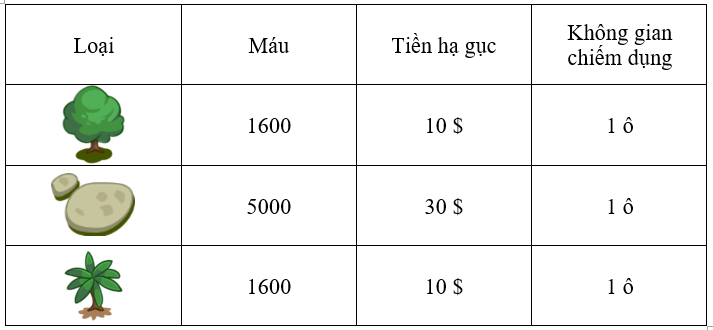 Loại Máu Tiền hạ gục Không gian
chiếm dụng
1600 10 $ 1 ô
5000 30 $ 1 ô
1600 10 $ 1 ô